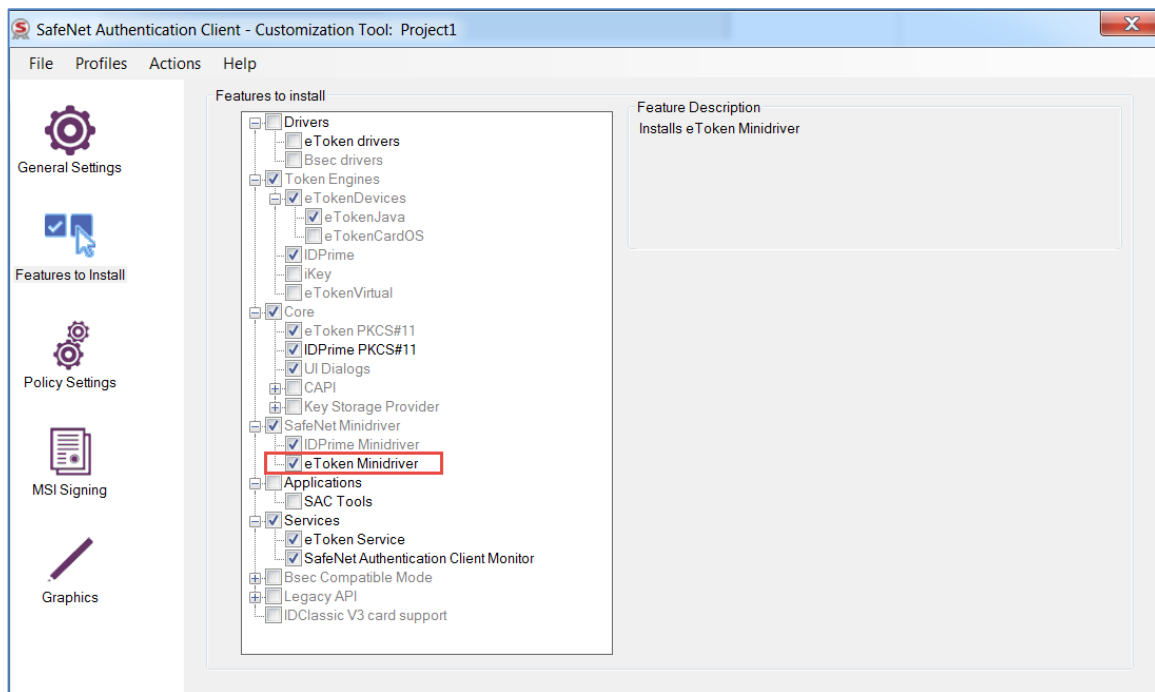 SafeNet Authentication Client - Customization Tool: Project1
File Profiles Actions Help
General Settings
Features to Install
Policy Settings
MSI Signing
Graphics
Features to install
Drivers
eToken drivers
Bsec drivers
Token Engines
eTokenDevices
eTokenJava
eTokenCardOS
IDPrime
iKey
eTokenVirtual
Core
eToken PKCS#11
IDPrime PKCS#11
UI Dialogs
CAPI
Key Storage Provider
SafeNet Minidriver
IDPrime Minidriver
eToken Minidriver
Applications
SAC Tools
Services
eToken Service
SafeNet Authentication Client Monitor
Bsec Compatible Mode
Legacy API
IDClassic V3 card support
Feature Description
Installs eToken Minidriver